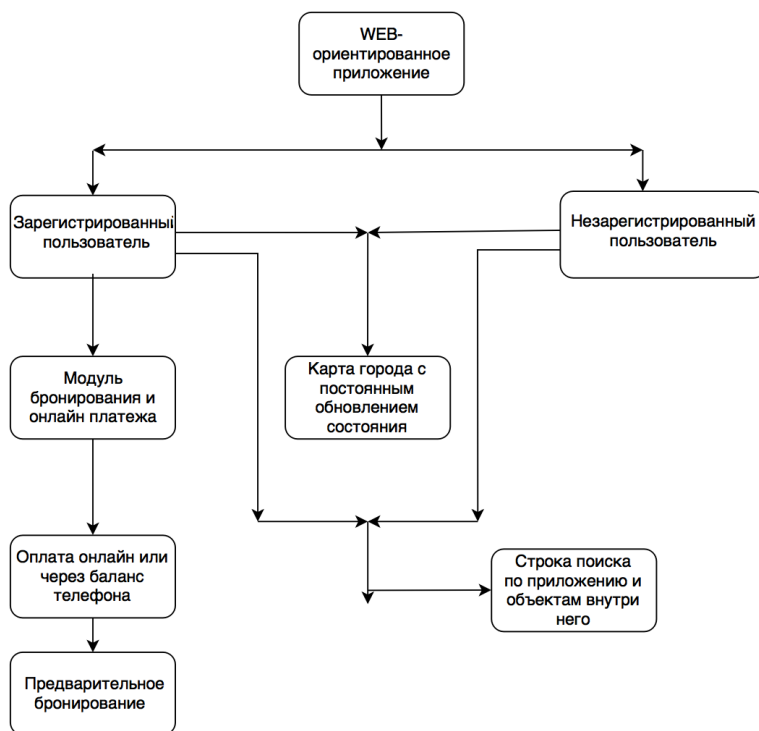 WEB-
ориентированное
приложение
Зарегистрированный
пользователь
Незарегистрированный
пользователь
Модуль
бронирования и
онлайн платежа
Карта города с
постоянным
обновлением
состояния
Оплата онлайн или
через баланс
телефона
Строка поиска
по приложению и
объектам внутри
него
Предварительное
бронирование